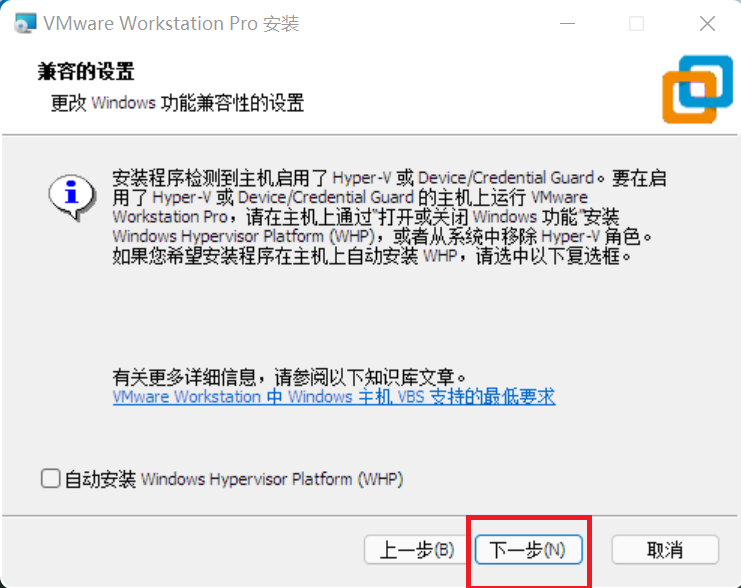 VMware Workstation Pro 安装
兼容的设置
更改 Windows 功能兼容性的设置
安装程序检测到主机启用了 Hyper-V 或 Device/Credential Guard。要在启
用了 Hyper-V 或 Device/Credential Guard 的主机上运行 VMware
Workstation Pro，请在主机上通过"打开或关闭 Windows 功能"安装
Windows Hypervisor Platform (WHP)，或者从系统中移除 Hyper-V 角色。
如果您希望安装程序在主机上自动安装 WHP，请选中以下复选框。
有关更多详细信息，请参阅以下知识库文章。
VMware Workstation 中 Windows 主机 VBS 支持的最低要求
自动安装 Windows Hypervisor Platform (WHP)
上一步(B) 下一步(N) 取消